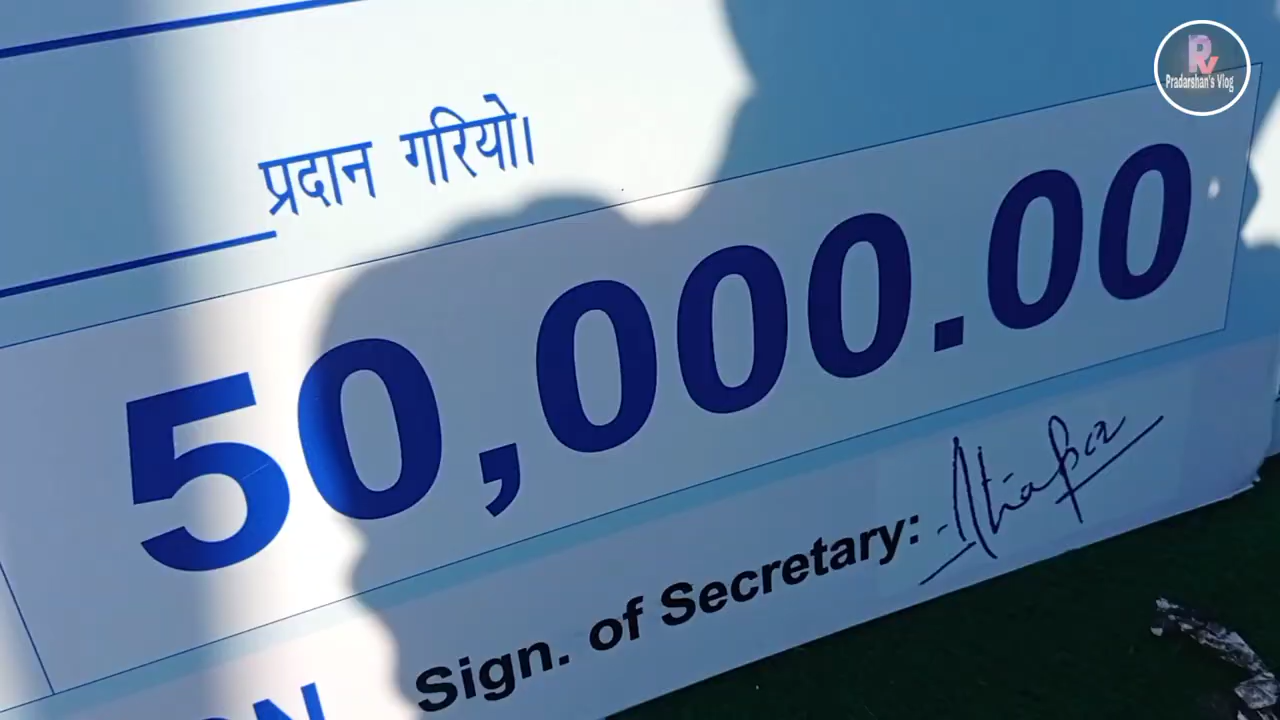 Pradarshan's Vlog
प्रदान गरियो।
50,000.00
Sign. of Secretary: